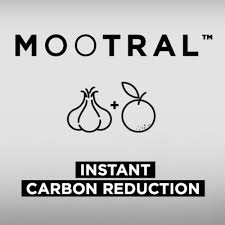 MOOTRAL™
+
INSTANT
CARBON REDUCTION